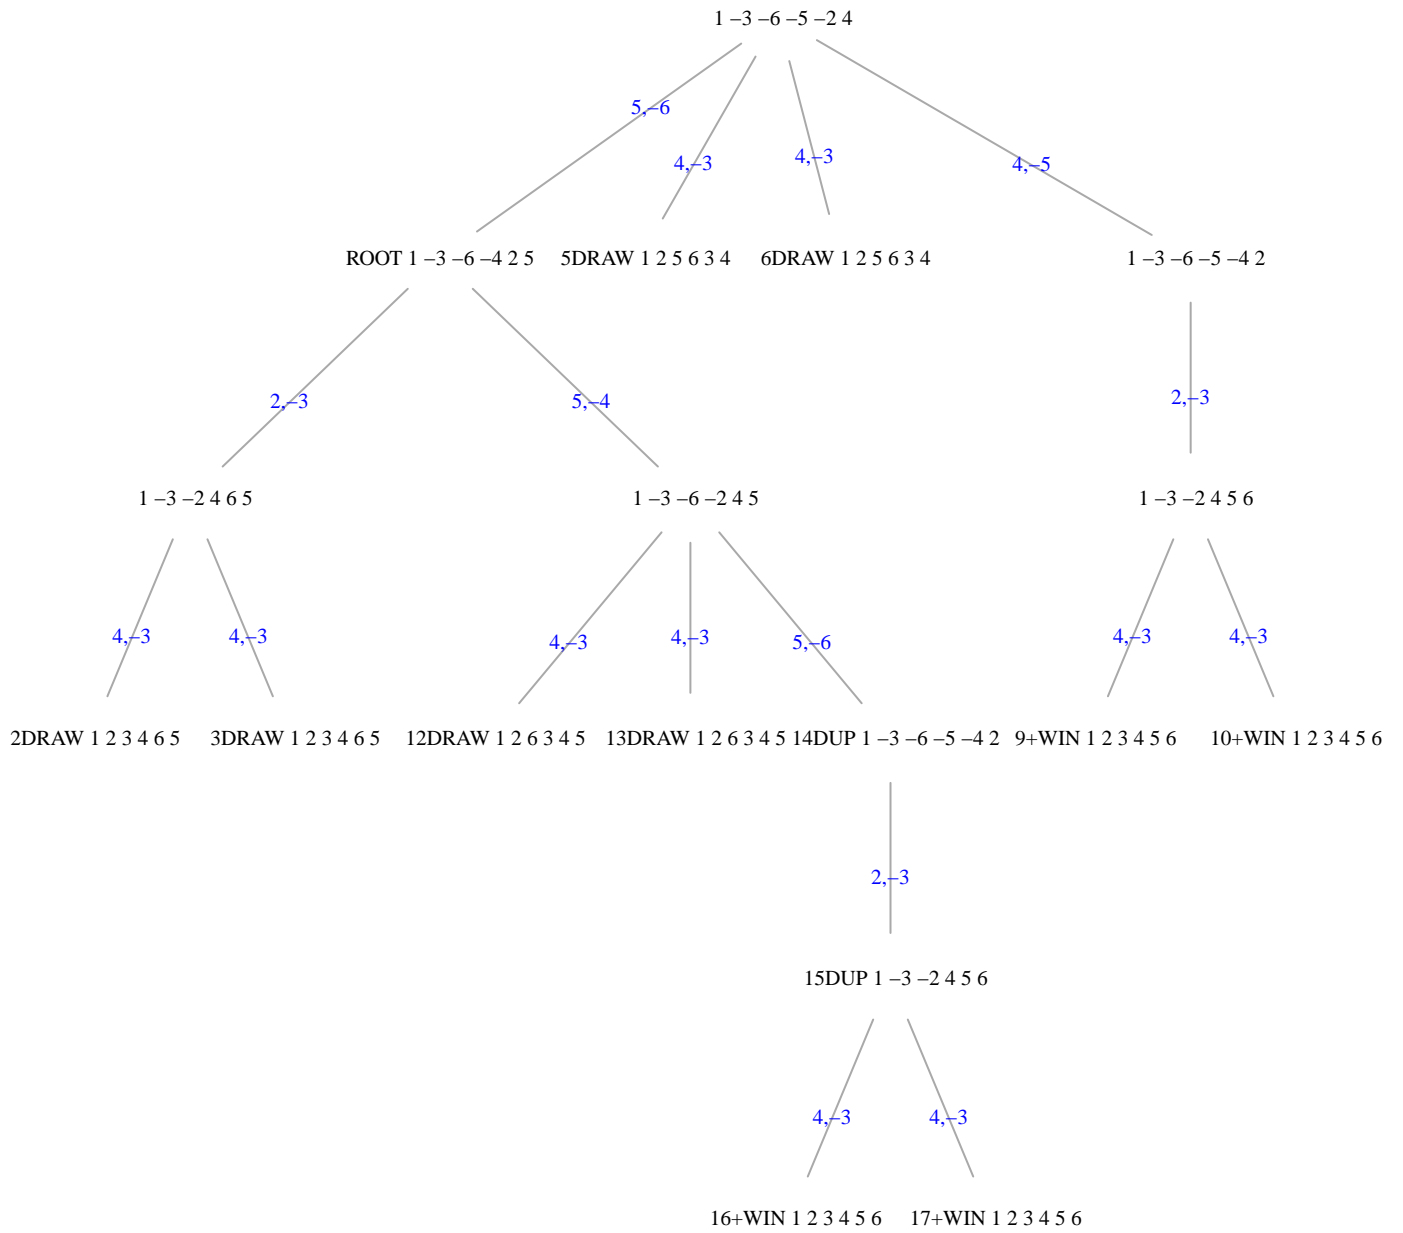 1 –3 –6 –5 –2 4
5,–6
4,–3
4,–3
4,–5
ROOT 1 –3 –6 –4 2 5
5DRAW 1 2 5 6 3 4
6DRAW 1 2 5 6 3 4
1 –3 –6 –5 –4 2
2,–3
5,–4
2,–3
1 –3 –2 4 6 5
1 –3 –6 –2 4 5
1 –3 –2 4 5 6
4,–3
4,–3
4,–3
4,–3
5,–6
4,–3
4,–3
2DRAW 1 2 3 4 6 5
3DRAW 1 2 3 4 6 5
12DRAW 1 2 6 3 4 5
13DRAW 1 2 6 3 4 5
14DUP 1 –3 –6 –5 –4 2
9+WIN 1 2 3 4 5 6
10+WIN 1 2 3 4 5 6
2,–3
15DUP 1 –3 –2 4 5 6
4,–3
4,–3
16+WIN 1 2 3 4 5 6
17+WIN 1 2 3 4 5 6